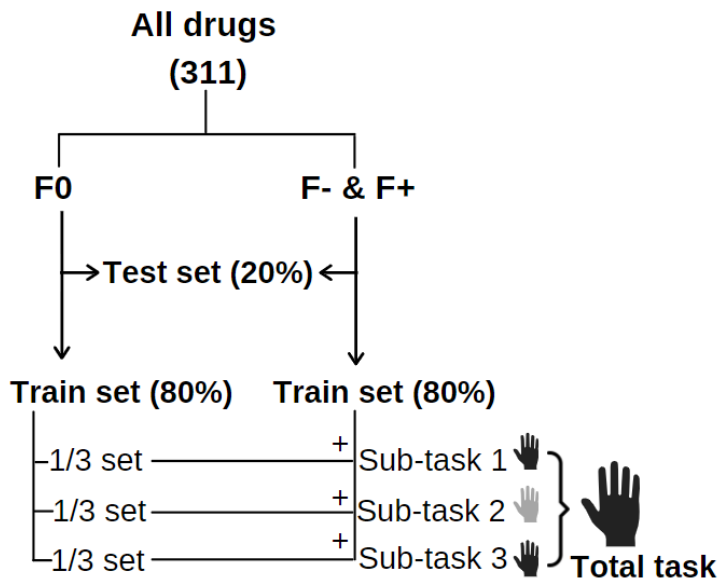 All drugs
(311)
F0
F- & F+
Test set (20%)
Train set (80%)
Train set (80%)
1/3 set
+
Sub-task 1
1/3 set
+
Sub-task 2
1/3 set
+
Sub-task 3
Total task